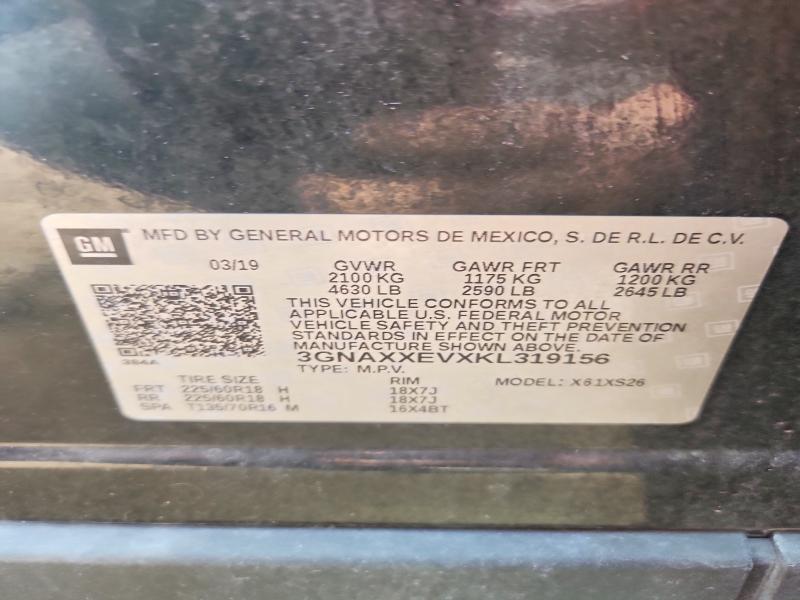 GM MFD BY GENERAL MOTORS DE MEXICO, S. DE R.L. DE C.V.
03/19 GVWR GAWR FRT GAWR RR
2100 KG 1175 KG 1200 KG
4630 LB 2590 LB 2645 LB
THIS VEHICLE CONFORMS TO ALL
APPLICABLE U.S. FEDERAL MOTOR
VEHICLE SAFETY AND THEFT PREVENTION
STANDARDS IN EFFECT ON THE DATE OF
MANUFACTURE SHOWN ABOVE.
384A 3GNAXXEVXKL319156
TYPE: M.P.V.
TIRE SIZE RIM MODEL: X61XS26
FRT 225/60R18 H 18X7J
RR 225/60R18 H 18X7J
SPA T135/70R16 M 16X4BT